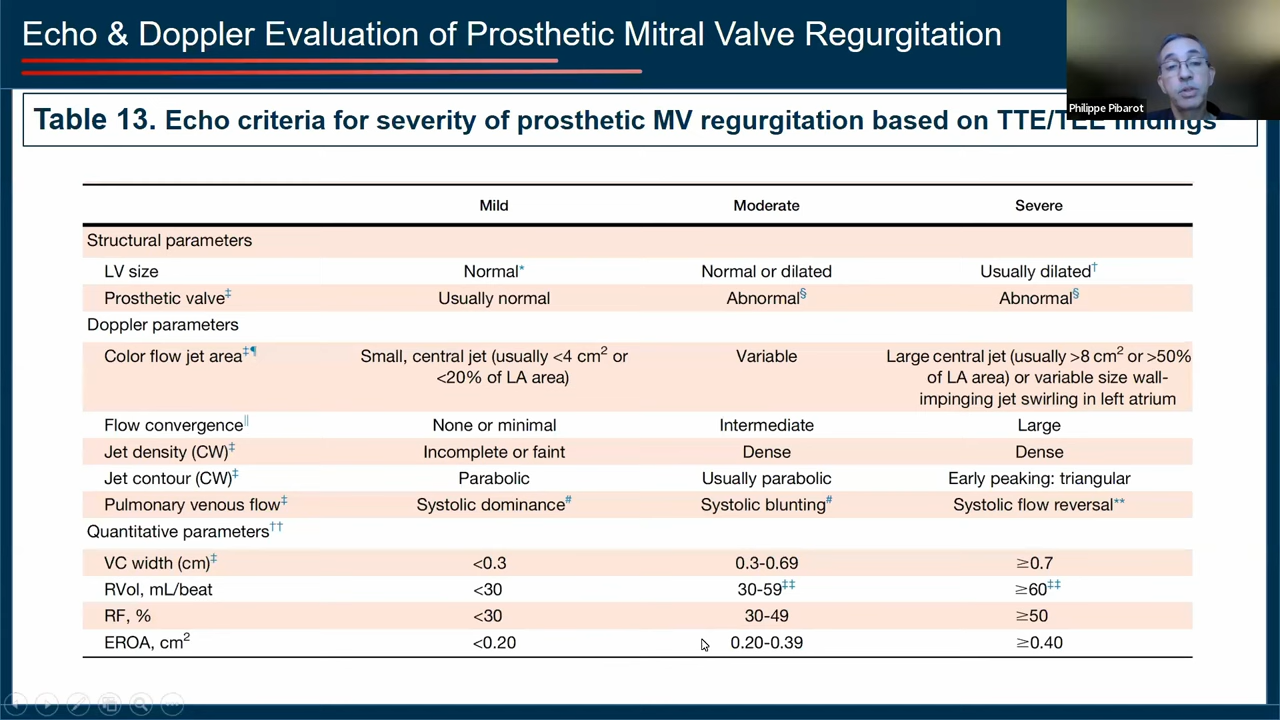 Echo & Doppler Evaluation of Prosthetic Mitral Valve Regurgitation
Philippe Pibarot
Table 13. Echo criteria for severity of prosthetic MV regurgitation based on TTE/TEE findings
Mild Moderate Severe
Structural parameters
LV size Normal* Normal or dilated Usually dilated†
Prosthetic valve‡ Usually normal Abnormal§ Abnormal§
Doppler parameters
Color flow jet area‡¶ Small, central jet (usually <4 cm² or Variable Large central jet (usually >8 cm² or >50%
<20% of LA area) of LA area) or variable size wall-
impinging jet swirling in left atrium
Flow convergence‖ None or minimal Intermediate Large
Jet density (CW)‡ Incomplete or faint Dense Dense
Jet contour (CW)‡ Parabolic Usually parabolic Early peaking: triangular
Pulmonary venous flow‡ Systolic dominance# Systolic blunting# Systolic flow reversal**
Quantitative parameters††
VC width (cm)‡ <0.3 0.3-0.69 ≥0.7
RVol, mL/beat <30 30-59‡‡ ≥60‡‡
RF, % <30 30-49 ≥50
EROA, cm² <0.20 0.20-0.39 ≥0.40